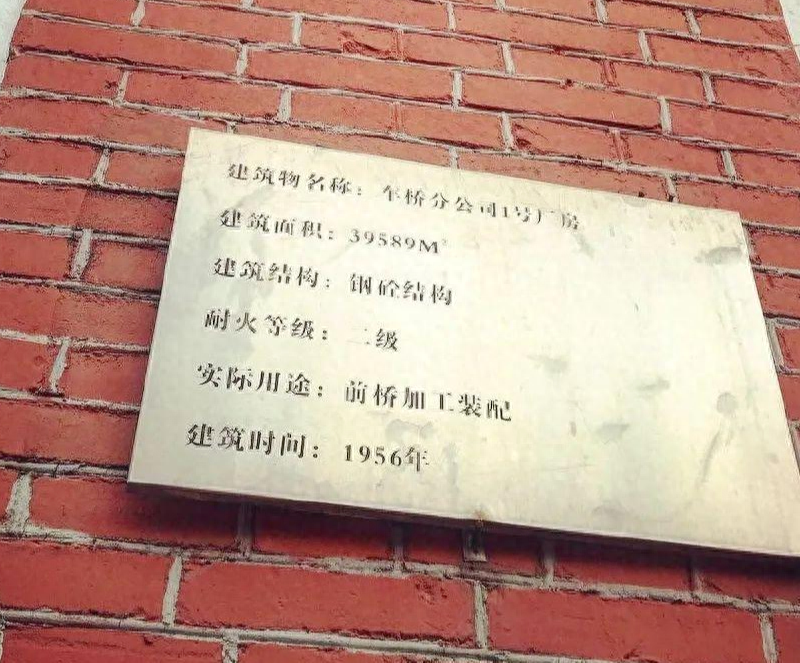 建筑物名称：车桥分公司1号厂房
建筑面积：39589M²
建筑结构：钢砼结构
耐火等级：二级
实际用途：前桥加工装配
建筑时间：1956年